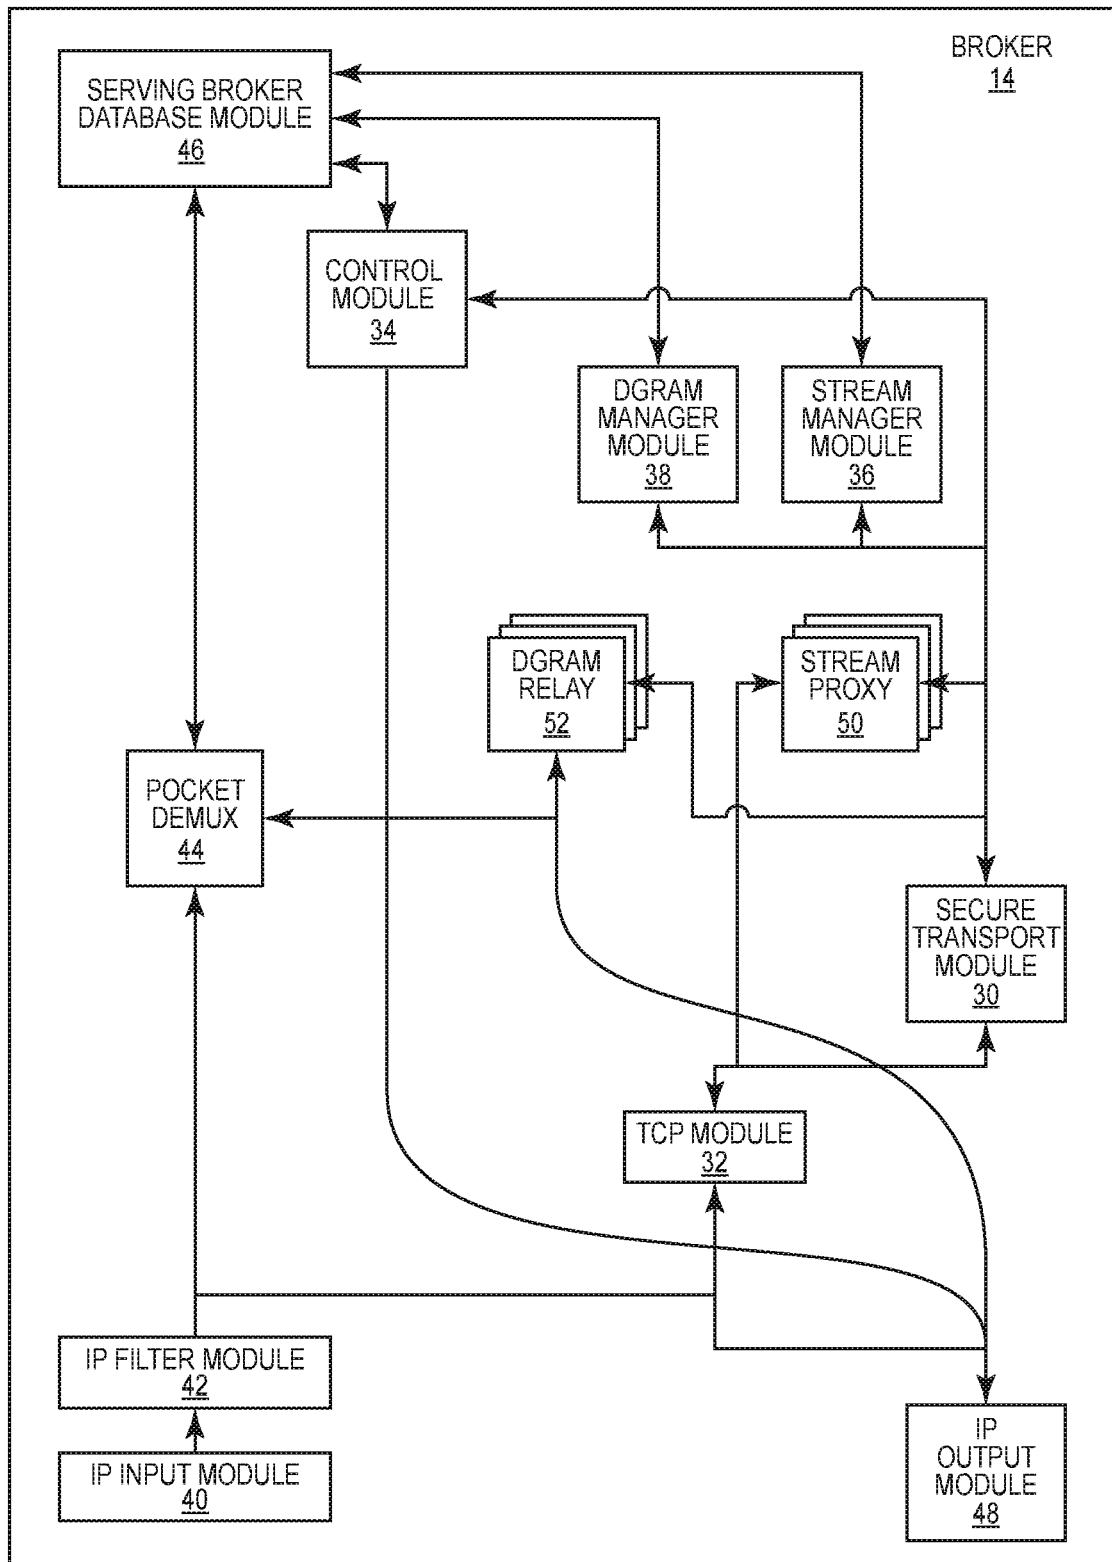 BROKER
14
SERVING BROKER
DATABASE MODULE
46
CONTROL
MODULE
34
DGRAM
MANAGER
MODULE
38
STREAM
MANAGER
MODULE
36
DGRAM
RELAY
52
STREAM
PROXY
50
POCKET
DEMUX
44
SECURE
TRANSPORT
MODULE
30
TCP MODULE
32
IP FILTER MODULE
42
IP INPUT MODULE
40
IP
OUTPUT
MODULE
48